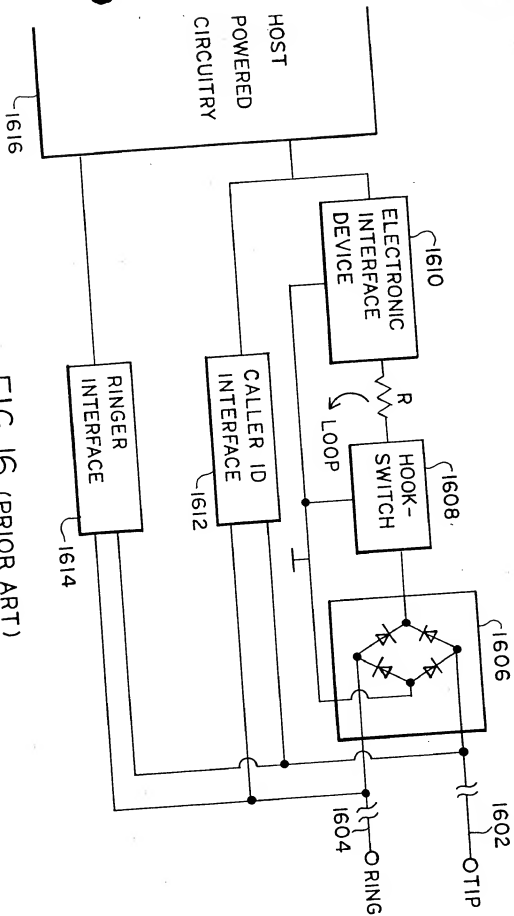 HOST
POWERED
CIRCUITRY
1616
ELECTRONIC
INTERFACE
DEVICE
1610
R
LOOP
HOOK-
SWITCH
1608
1606
CALLER ID
INTERFACE
1612
RINGER
INTERFACE
1614
1602
TIP
1604
RING
FIG. 16 (PRIOR ART)